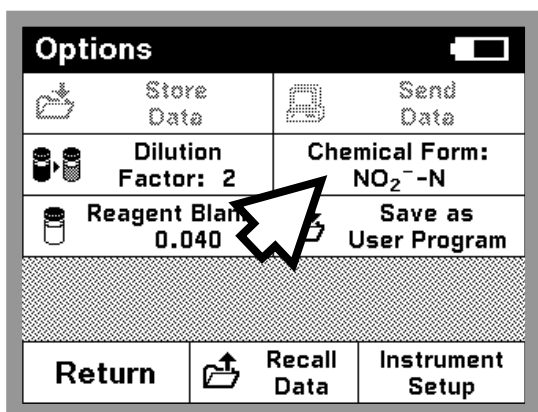 Options
Store
Data
Send
Data
Dilution
Factor: 2
Chemical Form:
NO₂⁻-N
Reagent
0.040
Save as
User Program
Return
Recall
Data
Instrument
Setup